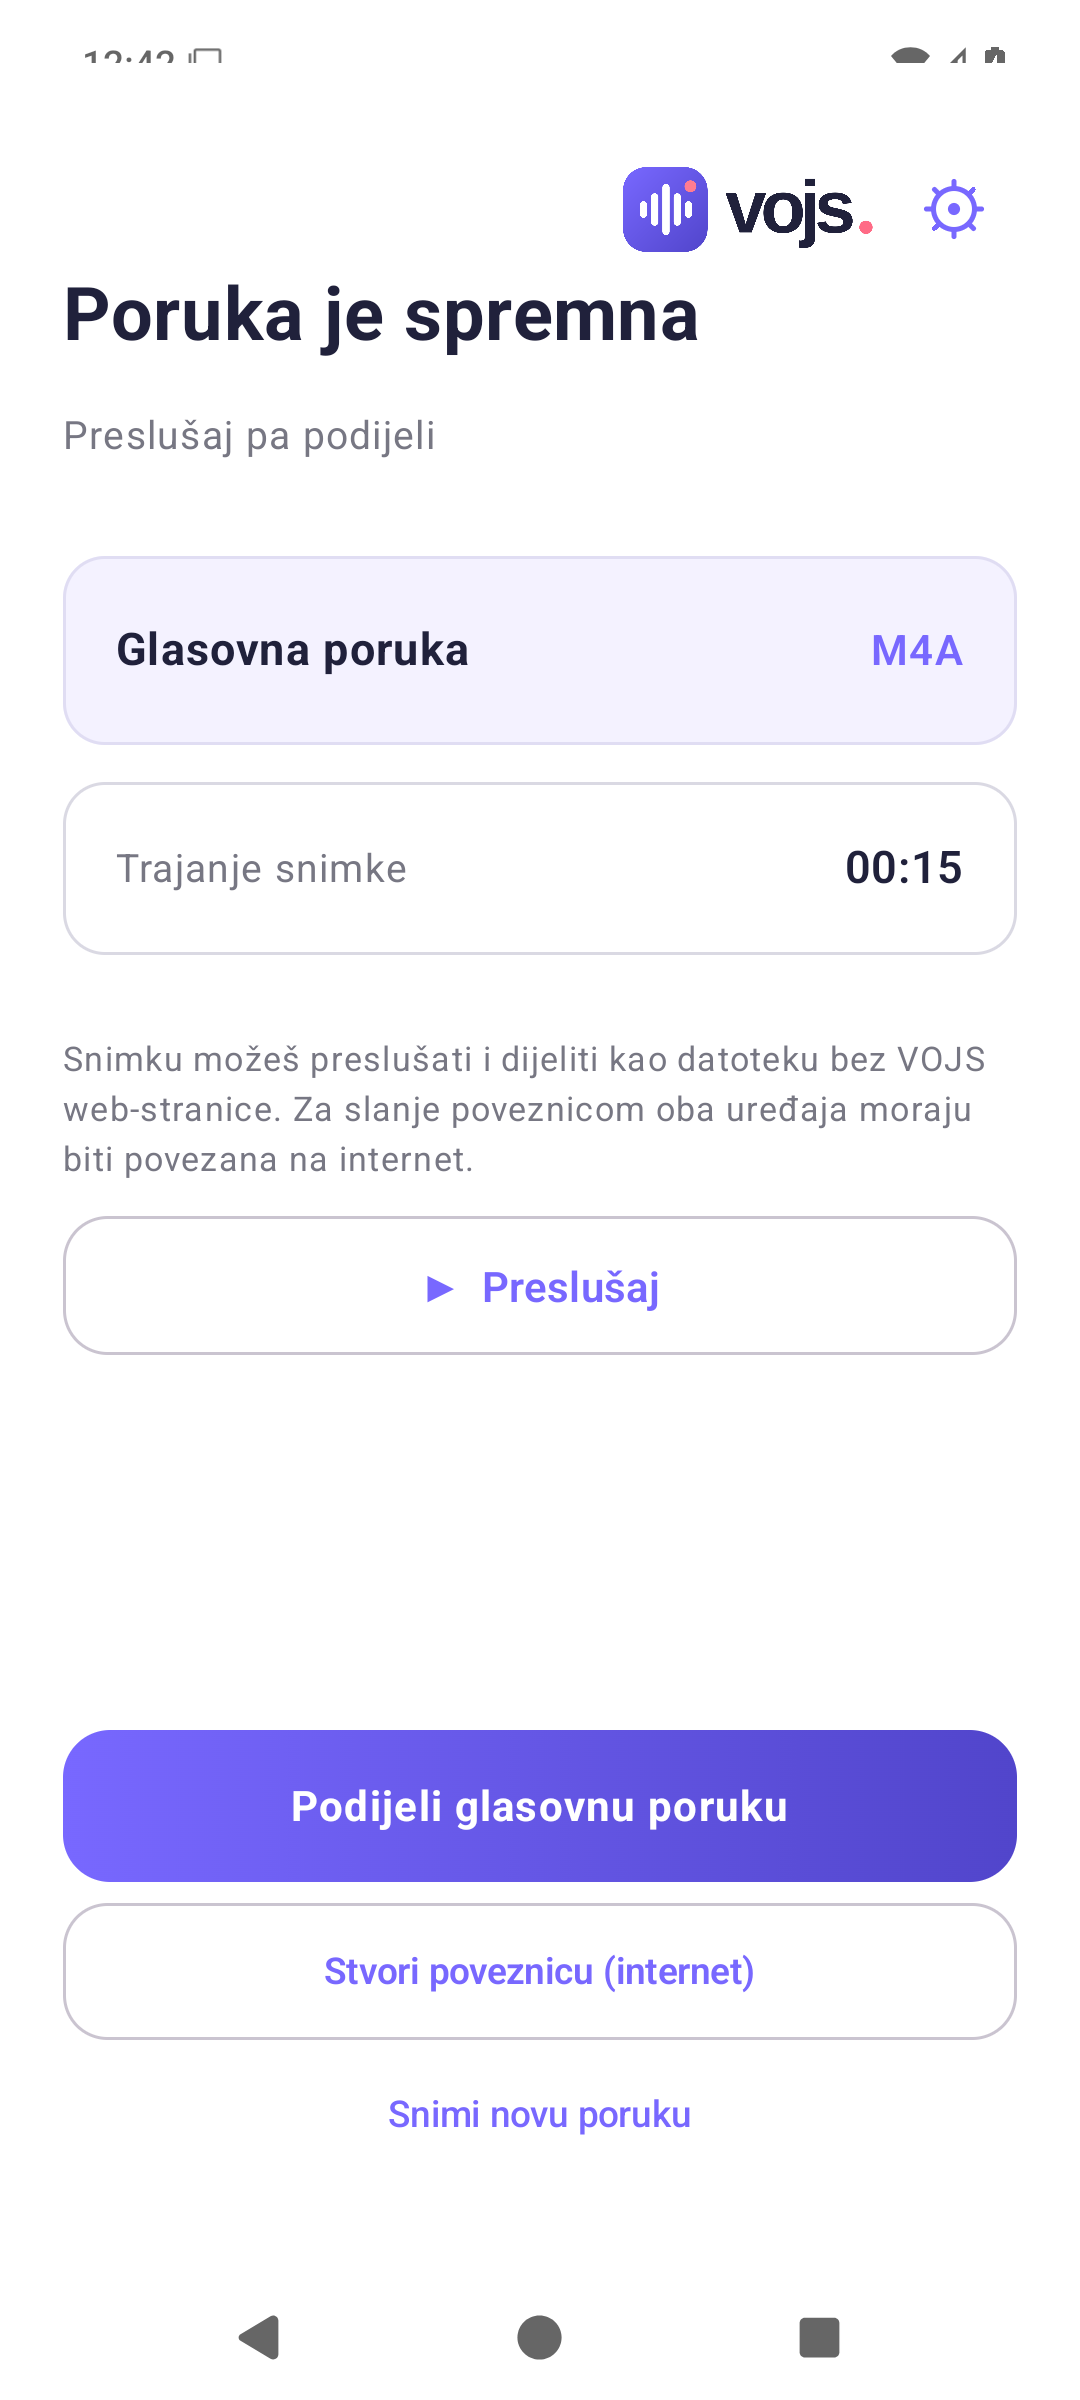 vojs.
Poruka je spremna
Preslušaj pa podijeli
Glasovna poruka
M4A
Trajanje snimke
00:15
Snimku možeš preslušati i dijeliti kao datoteku bez VOJS
web-stranice. Za slanje poveznicom oba uređaja moraju
biti povezana na internet.
► Preslušaj
Podijeli glasovnu poruku
Stvori poveznicu (internet)
Snimi novu poruku